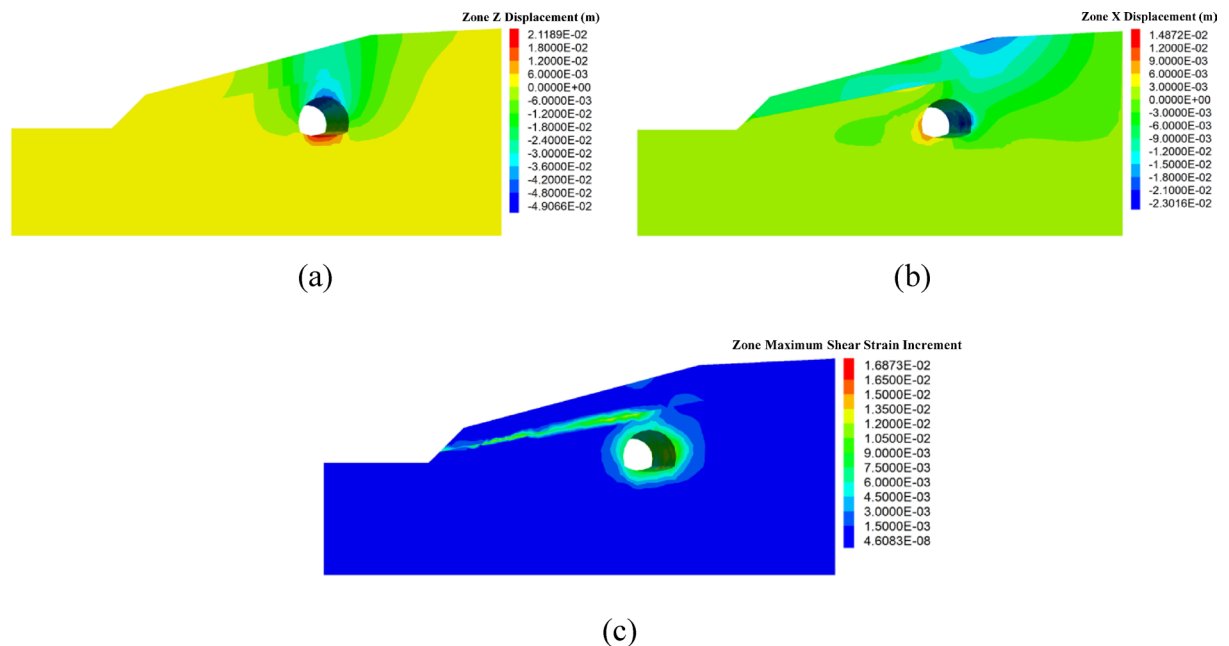 Zone Z Displacement (m)
2.1189E-02
1.8000E-02
6.0000E-03
0.0000E+00
-6.0000E-03
-1.2000E-02
-1.8000E-02
-2.4000E-02
-3.0000E-02
-3.6000E-02
-4.2000E-02
-4.8000E-02
-4.9066E-02
(a)
Zone X Displacement (m)
1.4872E-02
1.2000E-02
9.0000E-03
6.0000E-03
3.0000E-03
0.0000E+00
-3.0000E-03
-6.0000E-03
-9.0000E-03
-1.2000E-02
-1.5000E-02
-1.8000E-02
-2.1000E-02
-2.3016E-02
(b)
Zone Maximum Shear Strain Increment
1.6873E-02
1.6500E-02
1.5000E-02
1.3500E-02
1.2000E-02
1.0500E-02
9.0000E-03
7.5000E-03
6.0000E-03
4.5000E-03
3.0000E-03
1.5000E-03
4.6083E-08
(c)